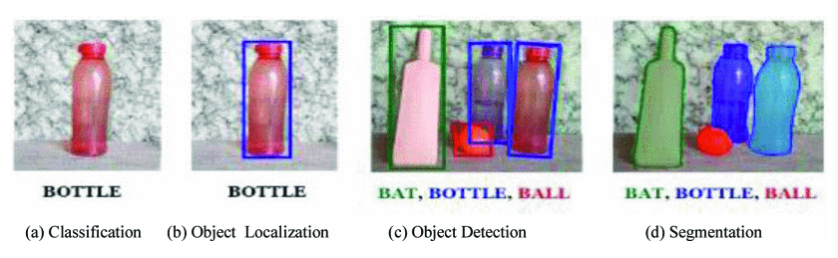 BOTTLE
BOTTLE
BAT, BOTTLE, BALL
BAT, BOTTLE, BALL
(a) Classification
(b) Object Localization
(c) Object Detection
(d) Segmentation